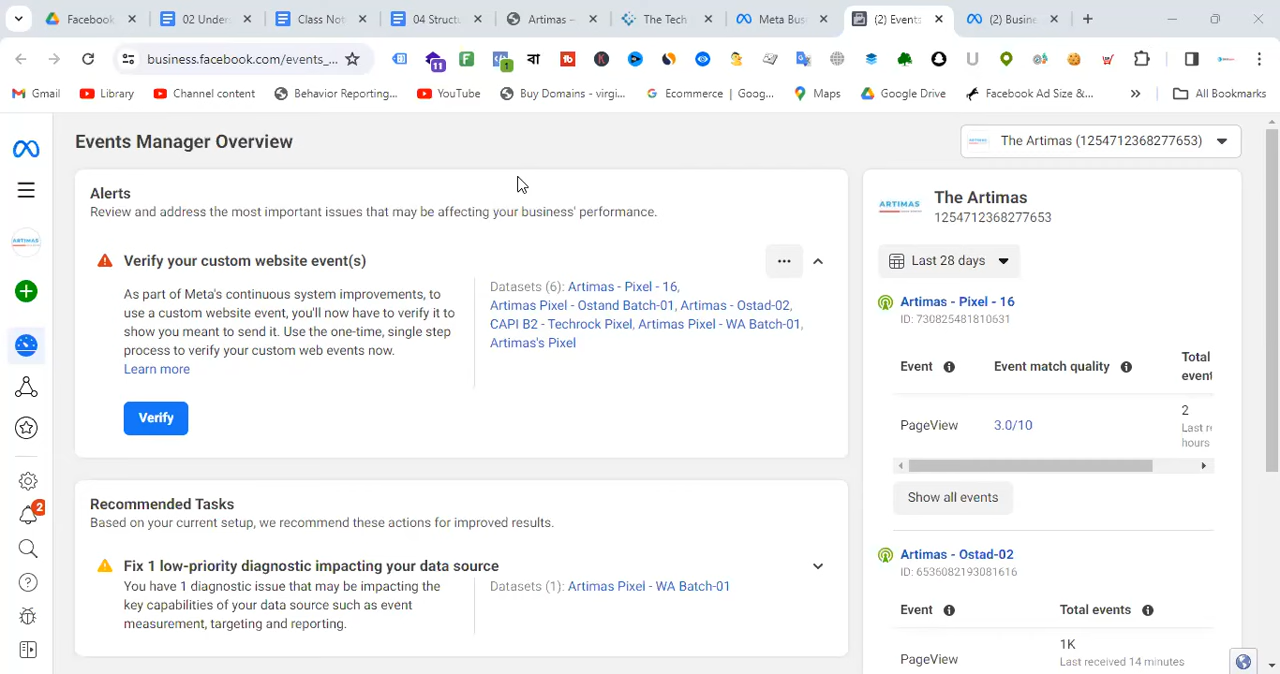 Facebook
02 Under
Class Not
04 Struct
Artimas –
The Tech
Meta Bus
(2) Events
(2) Busine
business.facebook.com/events_...
11
1
বা
Gmail
Library
Channel content
Behavior Reporting...
YouTube
Buy Domains - virgi...
Ecommerce | Goog...
Maps
Google Drive
Facebook Ad Size &...
»
All Bookmarks
Events Manager Overview
The Artimas (1254712368277653)
Alerts
Review and address the most important issues that may be affecting your business' performance.
Verify your custom website event(s)
As part of Meta's continuous system improvements, to
use a custom website event, you'll now have to verify it to
show you meant to send it. Use the one-time, single step
process to verify your custom web events now.
Learn more
Datasets (6): Artimas - Pixel - 16,
Artimas Pixel - Ostand Batch-01, Artimas - Ostad-02,
CAPI B2 - Techrock Pixel, Artimas Pixel - WA Batch-01,
Artimas's Pixel
Verify
Recommended Tasks
Based on your current setup, we recommend these actions for improved results.
Fix 1 low-priority diagnostic impacting your data source
You have 1 diagnostic issue that may be impacting the
key capabilities of your data source such as event
measurement, targeting and reporting.
Datasets (1): Artimas Pixel - WA Batch-01
ARTIMAS
2
ARTIMAS
The Artimas
1254712368277653
Last 28 days
Artimas - Pixel - 16
ID: 730825481810631
Event
Event match quality
Total
event
PageView
3.0/10
2
Last r
hours
Show all events
Artimas - Ostad-02
ID: 6536082193081616
Event
Total events
PageView
1K
Last received 14 minutes